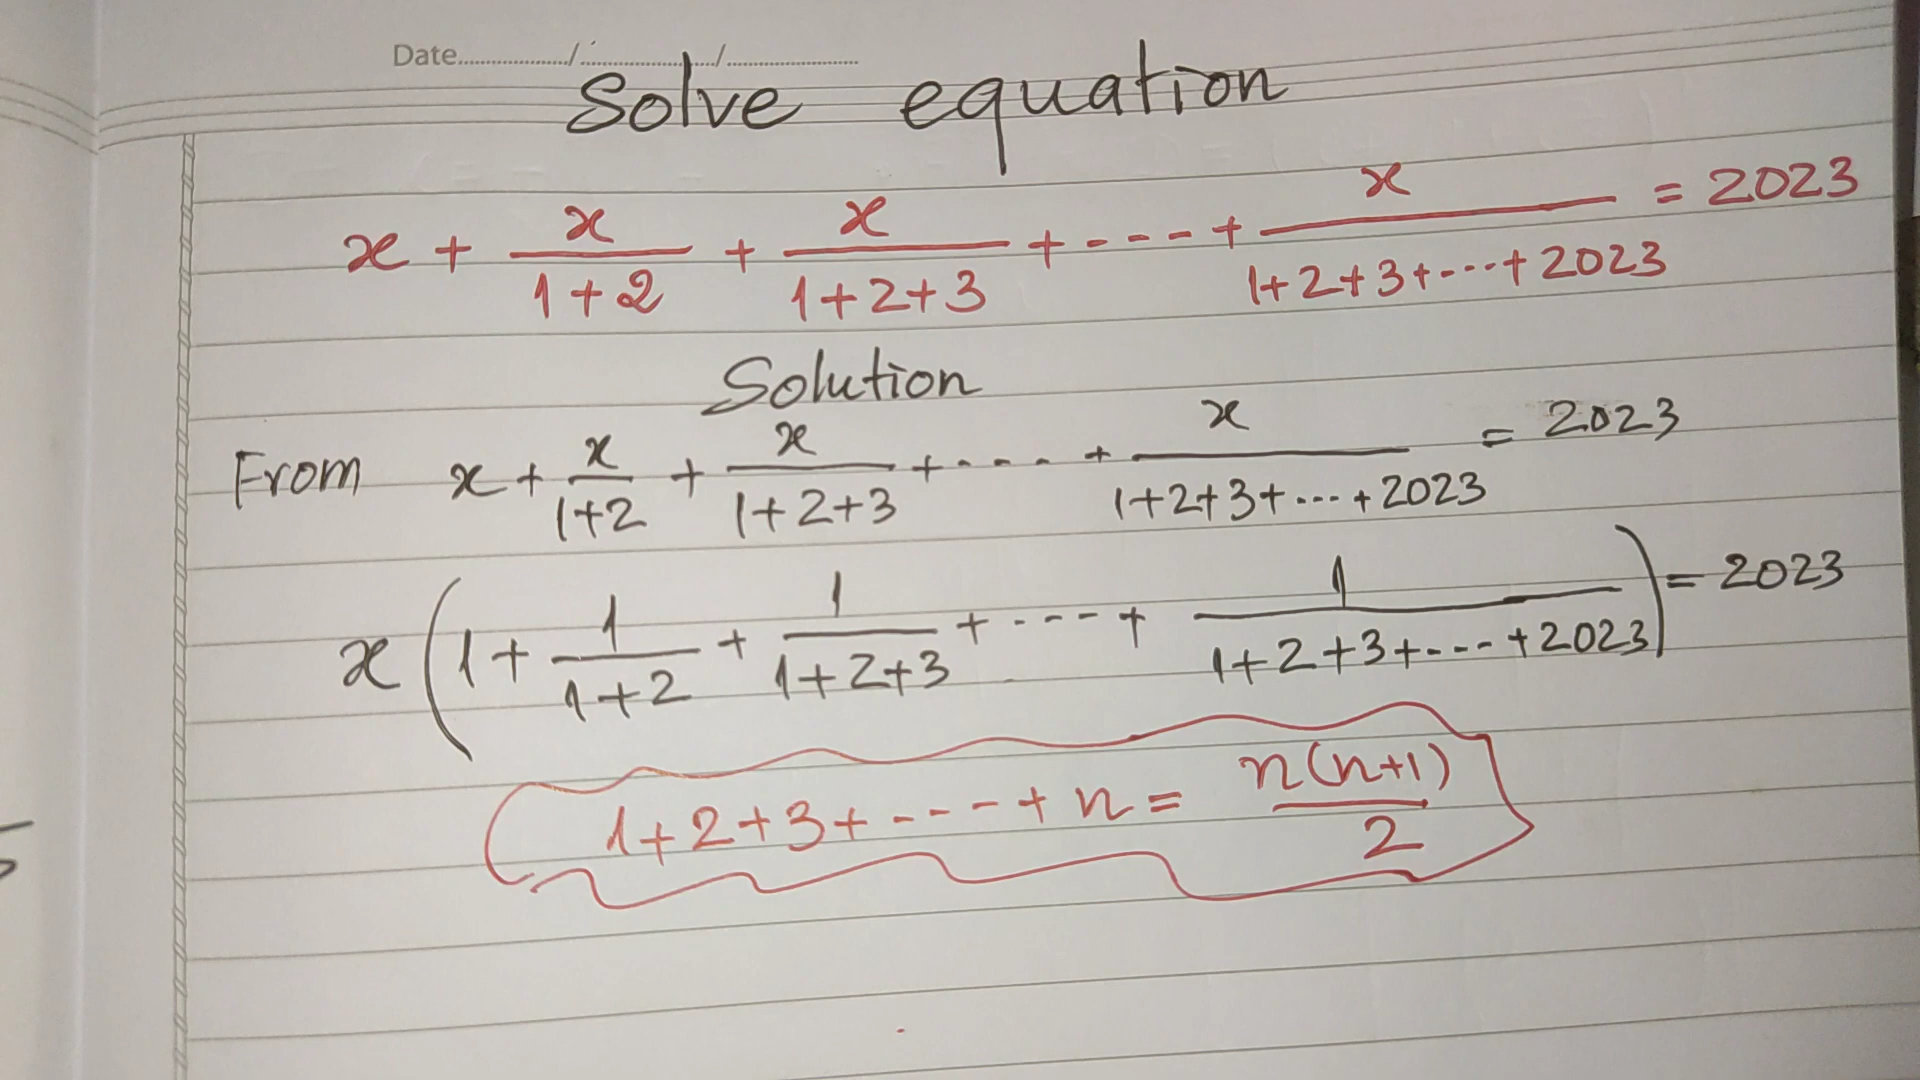 Date..................../......................../........................
Solve equation
x + x/(1+2) + x/(1+2+3) + ---- + x/(1+2+3+---+2023) = 2023
Solution
From x + x/(1+2) + x/(1+2+3) + ---- + x/(1+2+3+---+2023) = 2023
x(1 + 1/(1+2) + 1/(1+2+3) + ---- + 1/(1+2+3+---+2023)) = 2023
1+2+3+----+n = n(n+1)/2